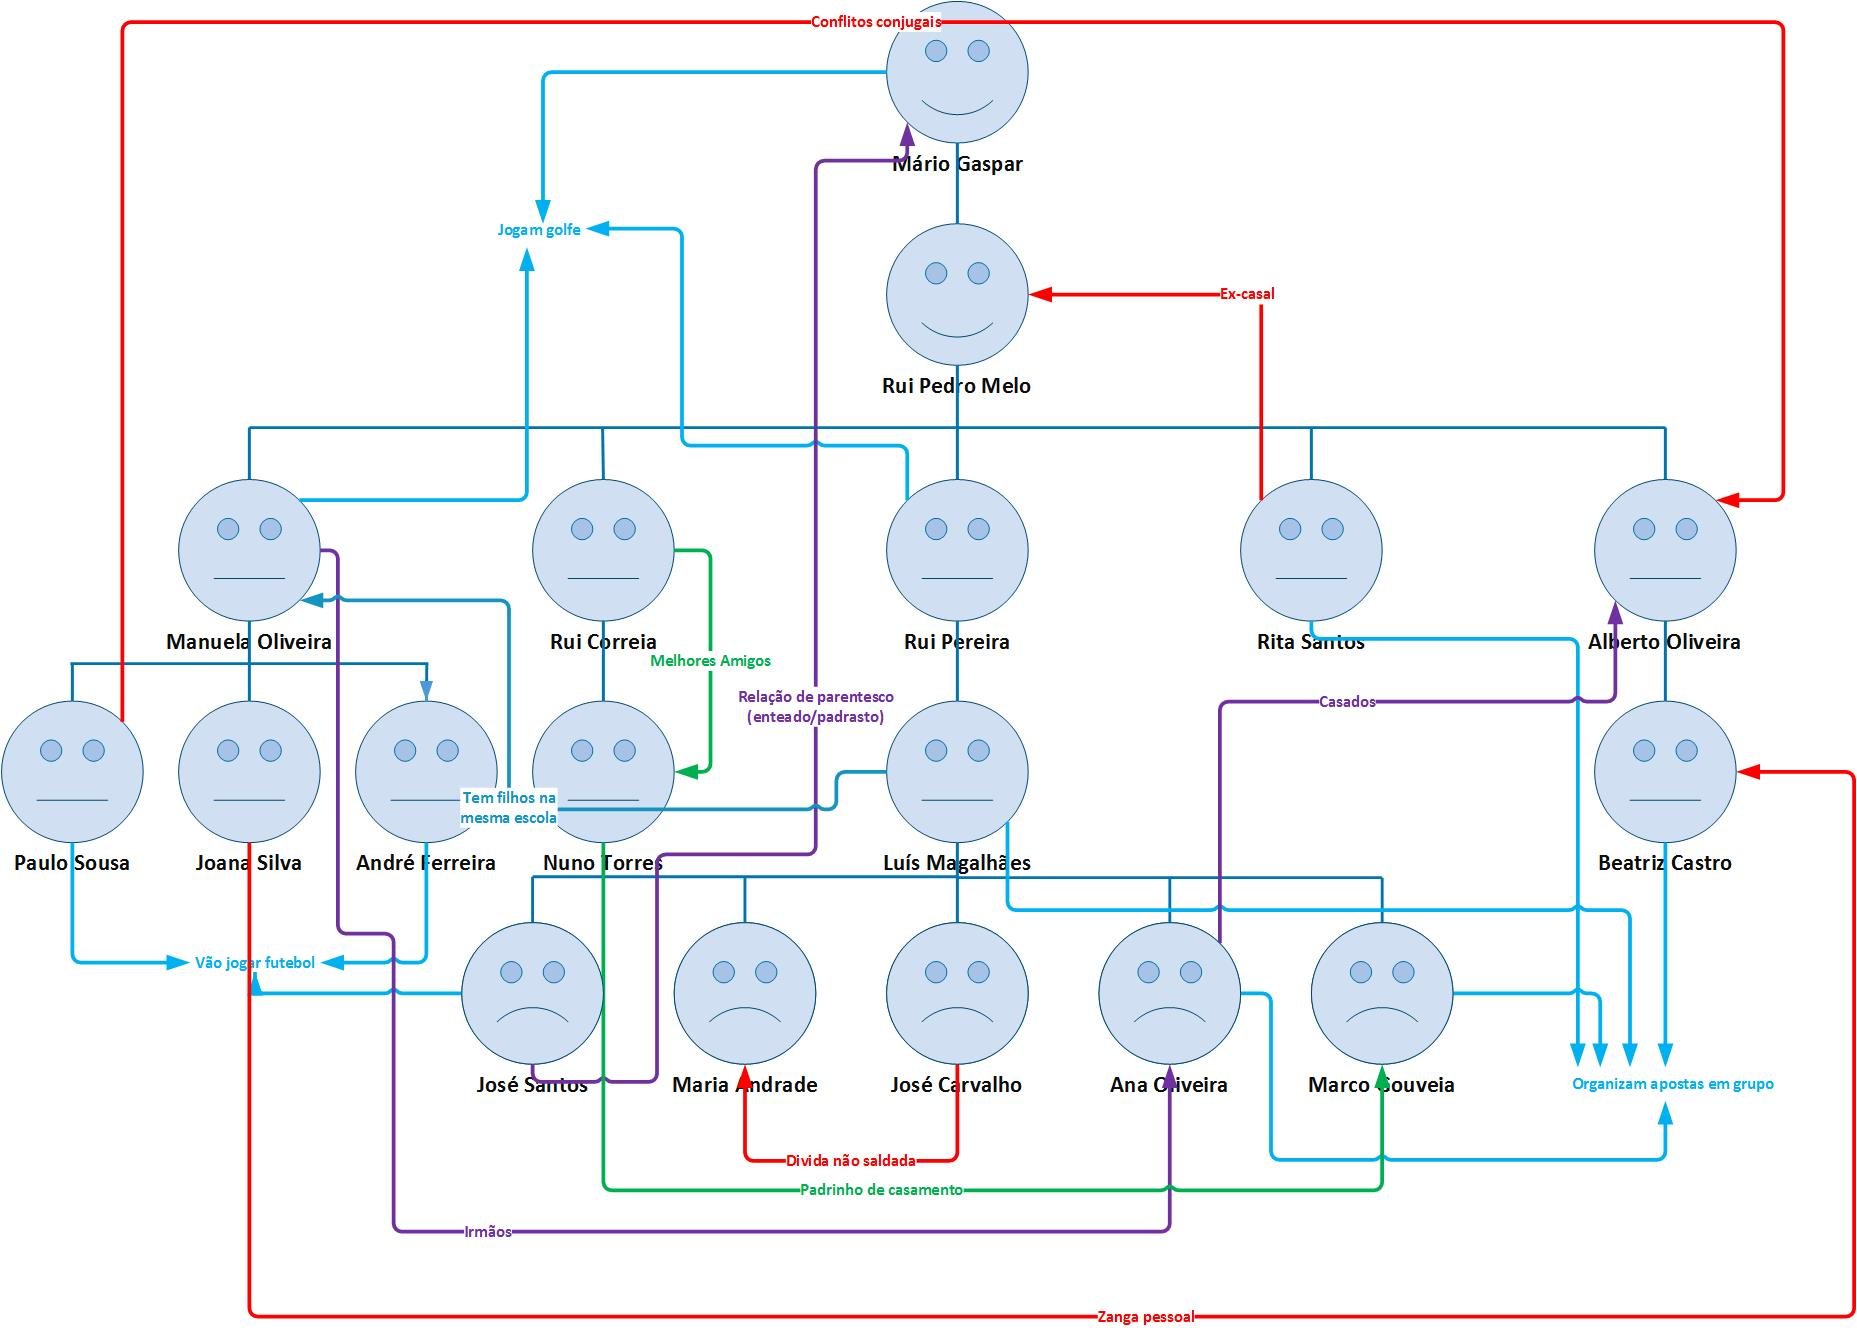 Conflitos conjugais
Mário Gaspar
Jogam golfe
Ex-casal
Rui Pedro Melo
Manuela Oliveira
Rui Correia
Rui Pereira
Rita Santos
Alberto Oliveira
Melhores Amigos
Relação de parentesco
(enteado/padrasto)
Casados
Tem filhos na
mesma escola
Paulo Sousa
Joana Silva
André Ferreira
Nuno Torres
Luís Magalhães
Beatriz Castro
Vão jogar futebol
José Santos
Maria Andrade
José Carvalho
Ana Oliveira
Marco Gouveia
Organizam apostas em grupo
Divida não saldada
Padrinho de casamento
Irmãos
Zanga pessoal